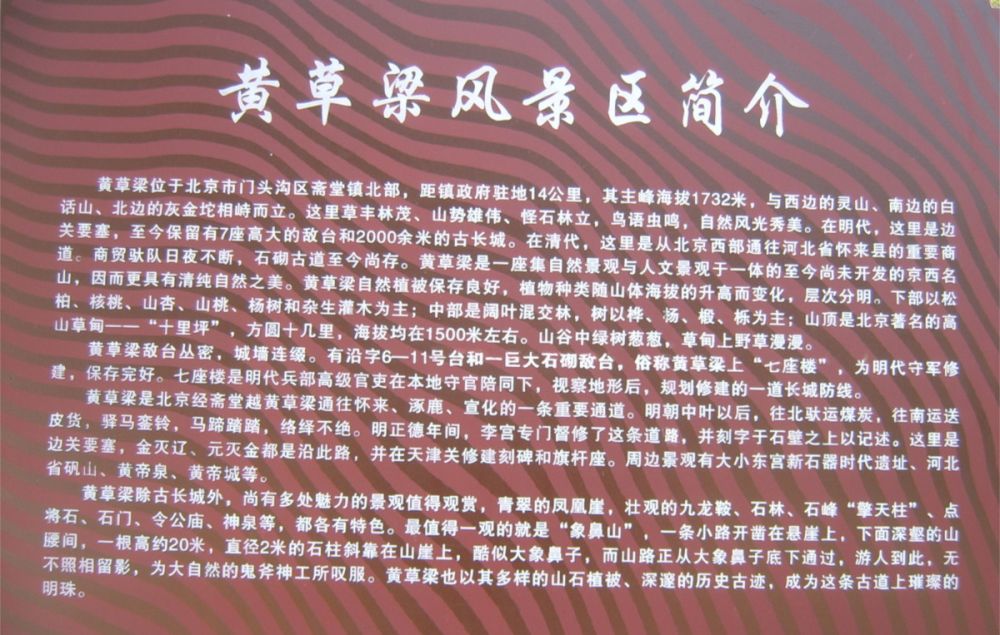 黄草梁风景区简介
黄草梁位于北京市门头沟区斋堂镇北部，距镇政府驻地14公里，其主峰海拔1732米，与西边的灵山、南边的白
话山、北边的灰金坨相峙而立。这里草丰林茂、山势雄伟、怪石林立，鸟语虫鸣，自然风光秀美。在明代，这里是边
关要塞，至今保留有7座高大的敌台和2000余米的古长城。在清代，这里是从北京西部通往河北省怀来县的重要商
道。商贸驮队日夜不断，石砌古道至今尚存。黄草梁是一座集自然景观与人文景观于一体的至今尚未开发的京西名
山，因而更具有清纯自然之美。黄草梁自然植被保存良好，植物种类随山体海拔的升高而变化，层次分明。下部以松
柏、核桃、山杏、山桃、杨树和杂生灌木为主；中部是阔叶混交林，树以桦、杨、椴、栎为主；山顶是北京著名的高
山草甸——“十里坪”，方圆十几里，海拔均在1500米左右。山谷中绿树葱葱，草甸上野草漫漫。
黄草梁敌台丛密，城墙连缀。有沿字6—11号台和一巨大石砌敌台，俗称黄草梁上“七座楼”，为明代守军修
建，保存完好。七座楼是明代兵部高级官吏在本地守官陪同下，视察地形后，规划修建的一道长城防线。
黄草梁是北京经斋堂越黄草梁通往怀来、涿鹿、宣化的一条重要通道。明朝中叶以后，往北驮运煤炭，往南运送
皮货，驿马銮铃，马蹄踏踏，络绎不绝。明正德年间，李宫专门督修了这条道路，并刻字于石壁之上以记述。这里是
边关要塞，金灭辽、元灭金都是沿此路，并在天津关修建刻碑和旗杆座。周边景观有大小东宫新石器时代遗址、河北
省矾山、黄帝泉、黄帝城等。
黄草梁除古长城外，尚有多处魅力的景观值得观赏，青翠的凤凰崖，壮观的九龙鞍、石林、石峰“擎天柱”、点
将石、石门、令公庙、神泉等，都各有特色。最值得一观的就是“象鼻山”，一条小路开凿在悬崖上，下面深壑的山
腰间，一根高约20米，直径2米的石柱斜靠在山崖上，酷似大象鼻子，而山路正从大象鼻子底下通过，游人到此，无
不照相留影，为大自然的鬼斧神工所叹服。黄草梁也以其多样的山石植被、深邃的历史古迹，成为这条古道上璀璨的
明珠。